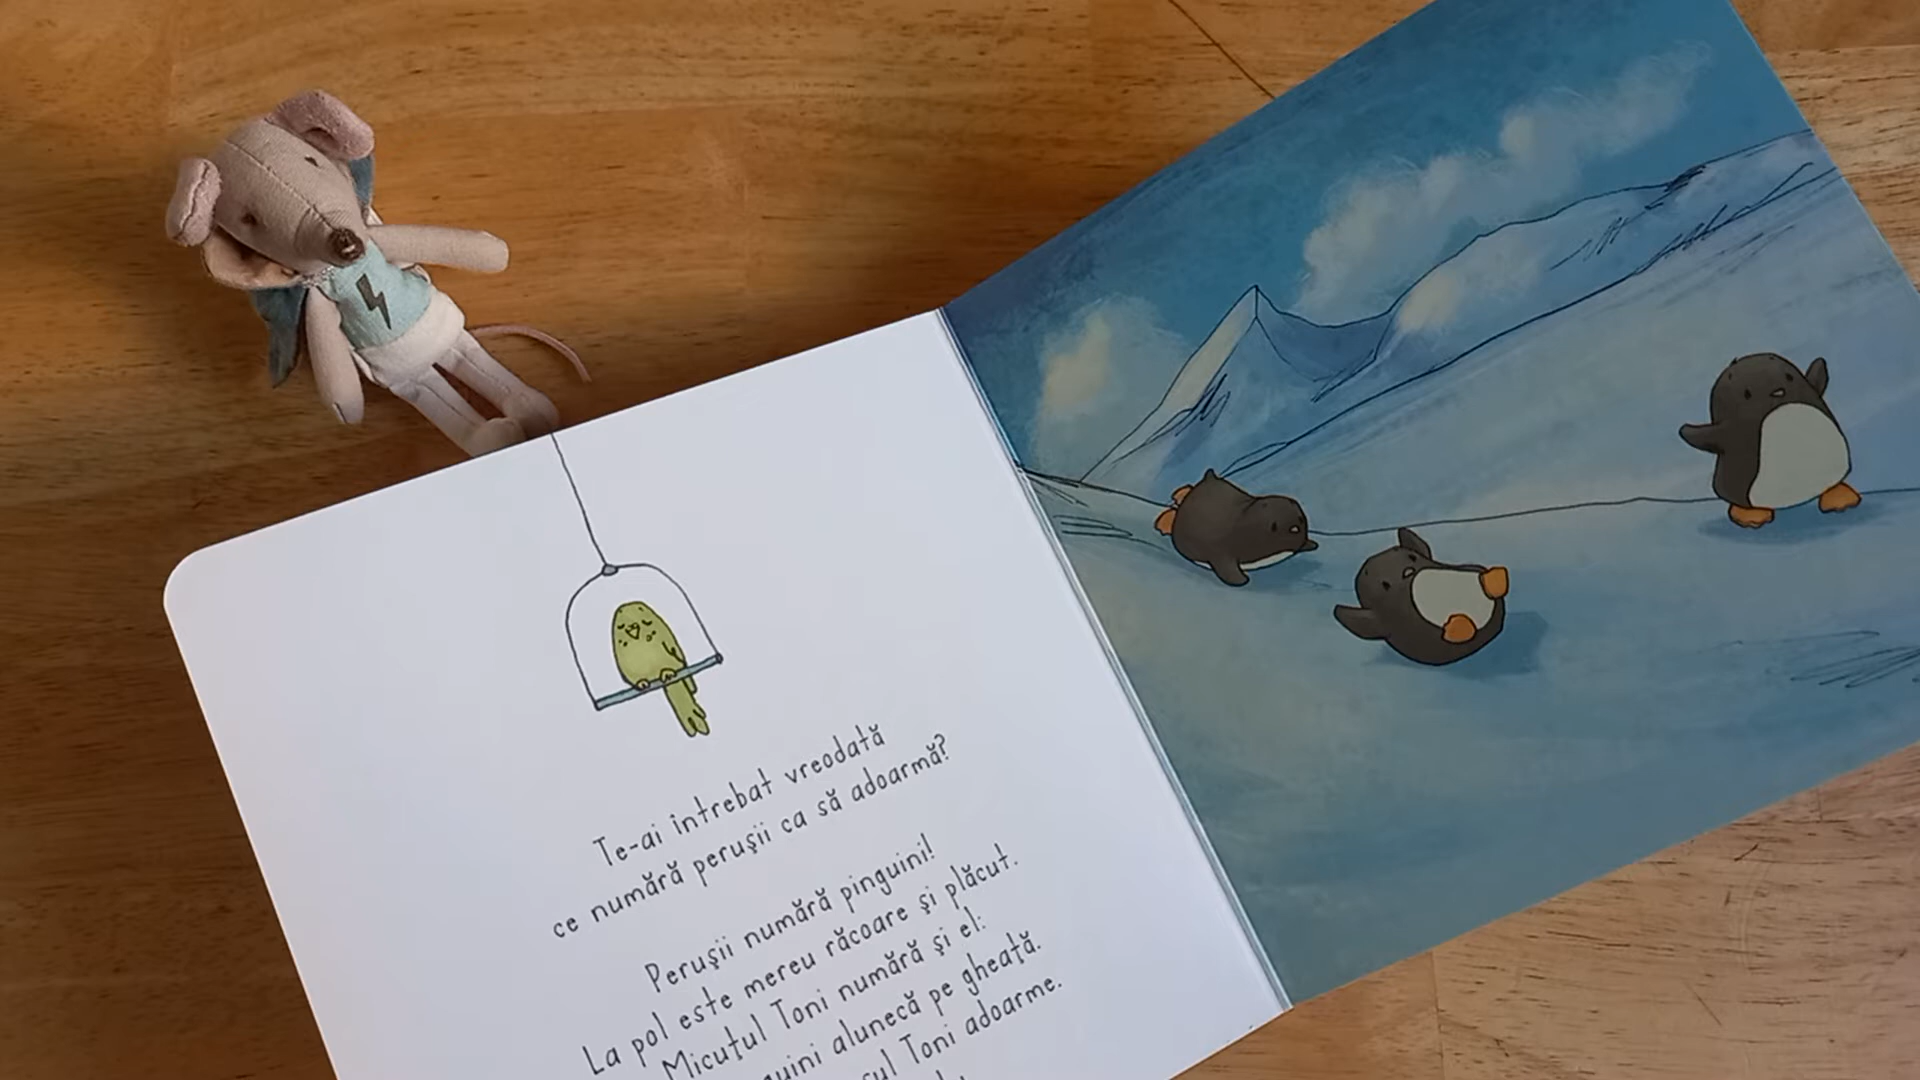 Te-ai întrebat vreodată
ce numără perușii ca să adoarmă?
Perușii numără pinguini!
La pol este mereu răcoare și plăcut.
Micuțul Toni numără și el:
alunecă pe gheață.
Toni adoarme.